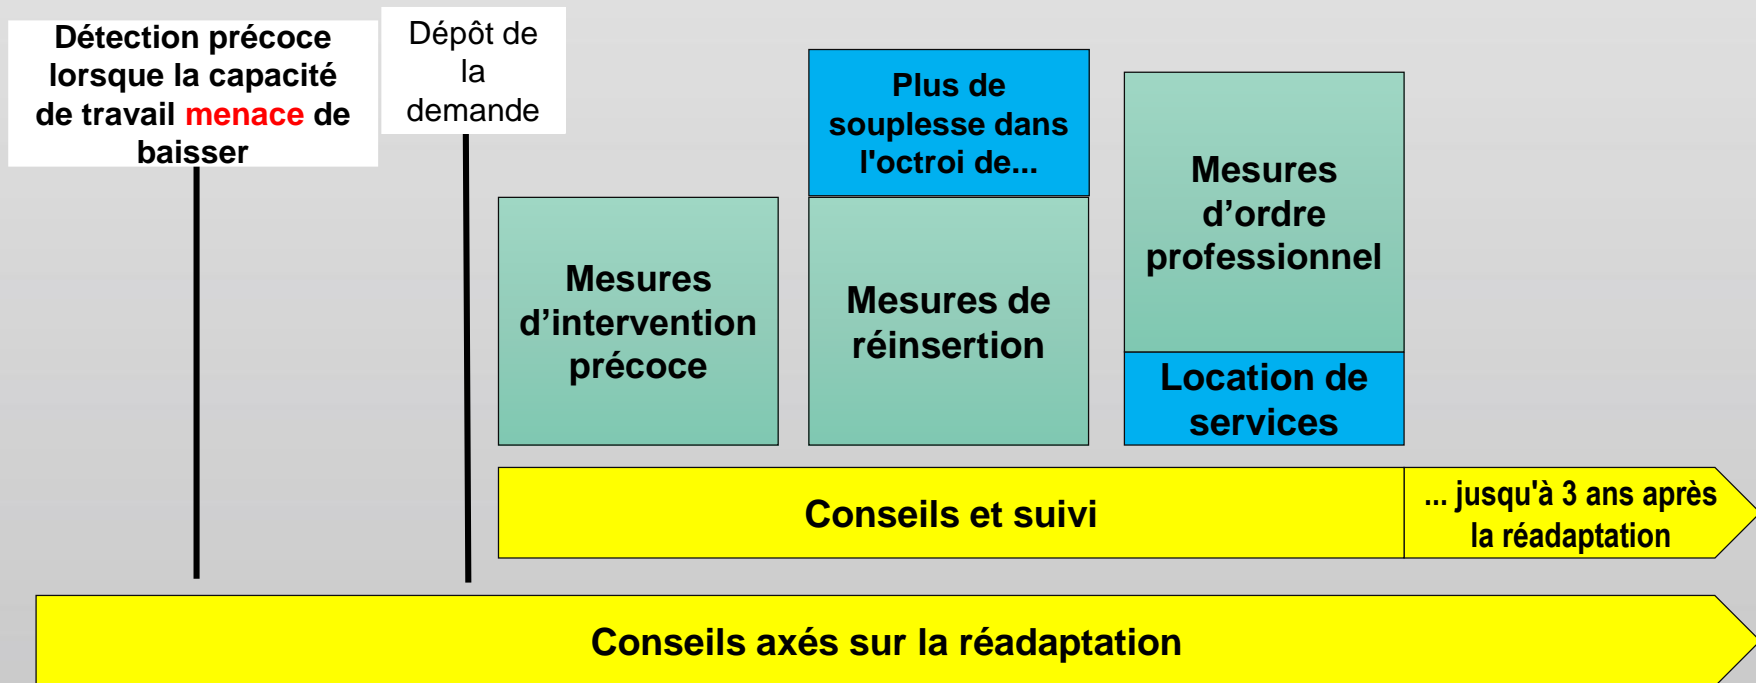 Détection précoce
lorsque la capacité
de travail menace de
baisser
Dépôt de
la
demande
Plus de
souplesse dans
l'octroi de...
Mesures
d’ordre
professionnel
Mesures
d’intervention
précoce
Mesures de
réinsertion
Location de
services
Conseils et suivi
... jusqu'à 3 ans après
la réadaptation
Conseils axés sur la réadaptation